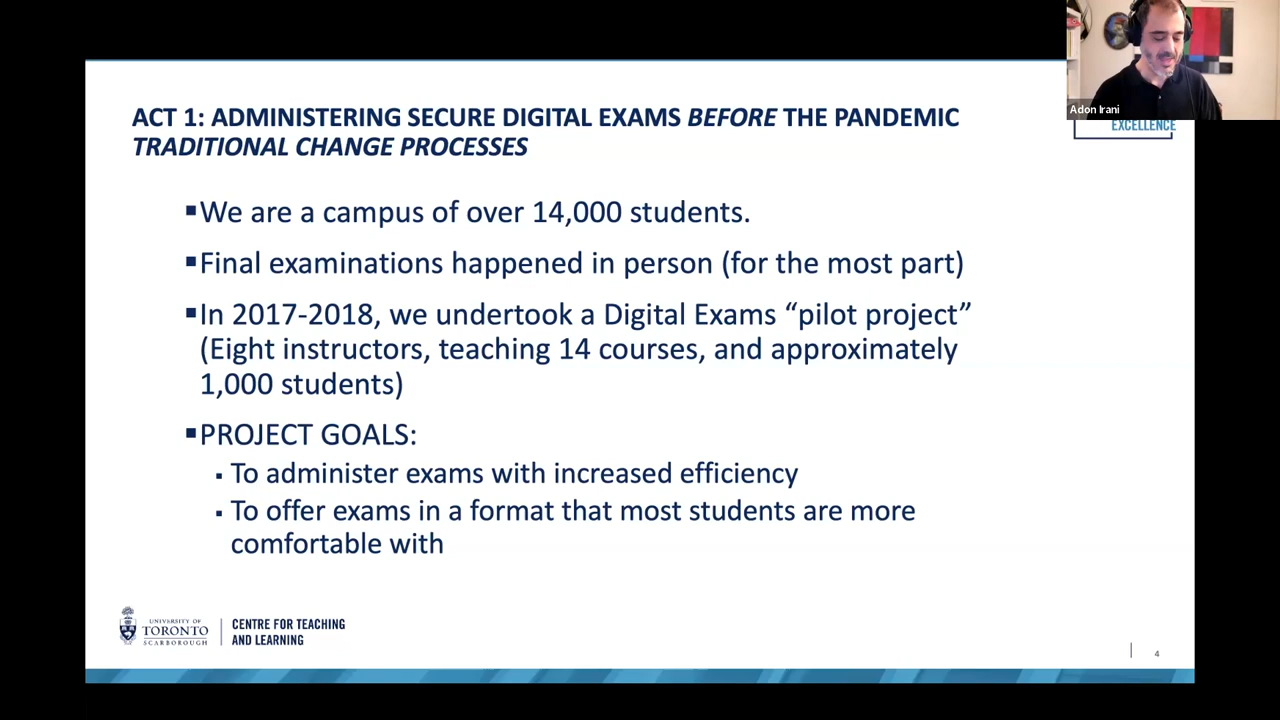 Adon Irani
EXCELLENCE
ACT 1: ADMINISTERING SECURE DIGITAL EXAMS BEFORE THE PANDEMIC
TRADITIONAL CHANGE PROCESSES
▪We are a campus of over 14,000 students.
▪Final examinations happened in person (for the most part)
▪In 2017-2018, we undertook a Digital Exams “pilot project”
(Eight instructors, teaching 14 courses, and approximately
1,000 students)
▪PROJECT GOALS:
▪ To administer exams with increased efficiency
▪ To offer exams in a format that most students are more
comfortable with
UNIVERSITY OF
TORONTO
SCARBOROUGH
CENTRE FOR TEACHING
AND LEARNING
4